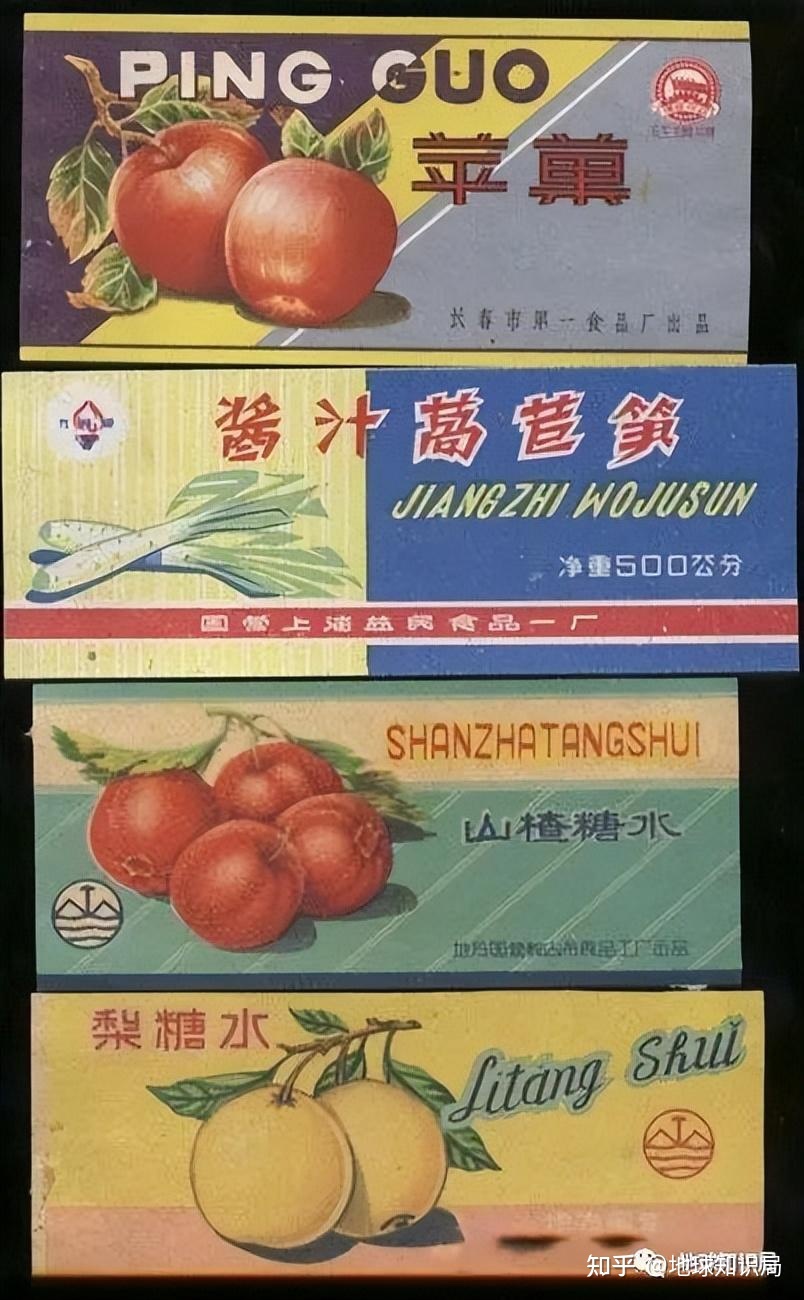 PING GUO
苹菓
长春市第一食品厂出品
酱汁莴苣笋
JIANGZHI WOJUSUN
净重500公分
国营上海益民食品一厂
SHANZHATANGSHUI
山楂糖水
梨糖水
Litang Shui
知乎 @地球知识局